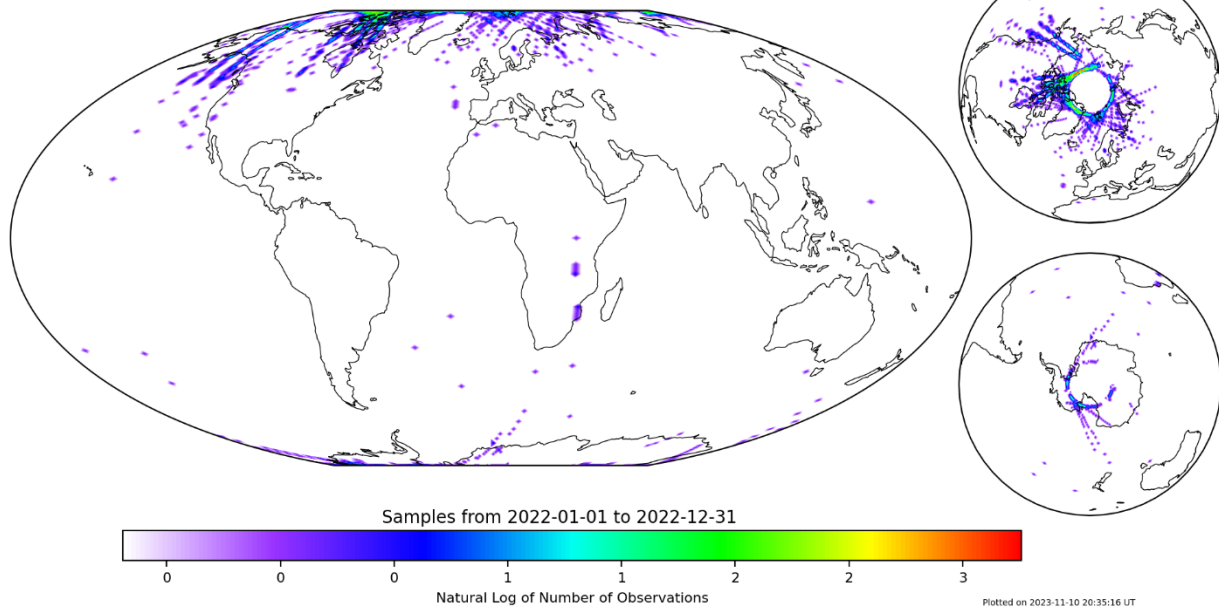 Samples from 2022-01-01 to 2022-12-31
0 0 0 1 1 2 2 3
Natural Log of Number of Observations
Plotted on 2023-11-10 20:35:16 UT